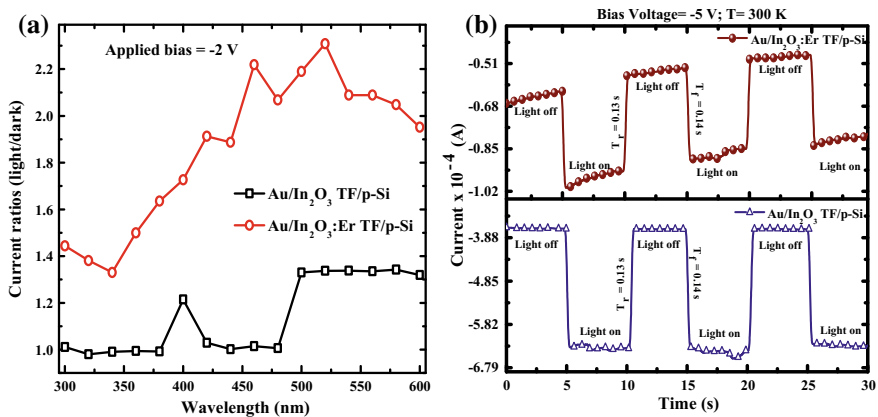 (a)
Applied bias = -2 V
Current ratios (light/dark)
2.2
2.0
1.8
1.6
1.4
1.2
1.0
Au/In2O3 TF/p-Si
Au/In2O3:Er TF/p-Si
300 350 400 450 500 550 600
Wavelength (nm)
(b)
Bias Voltage= -5 V; T= 300 K
Au/In2O3:Er TF/p-Si
-0.51
-0.68
-0.85
-1.02
Light off
Light off
Light off
Light on
Light on
Light on
Tr = 0.13 s
Tf = 0.14s
Current x 10-4 (A)
Au/In2O3 TF/p-Si
-3.88
-4.85
-5.82
-6.79
Light off
Light off
Light off
Tr = 0.13s
Tf = 0.14s
Light on
Light on
Light on
0 5 10 15 20 25 30
Time (s)